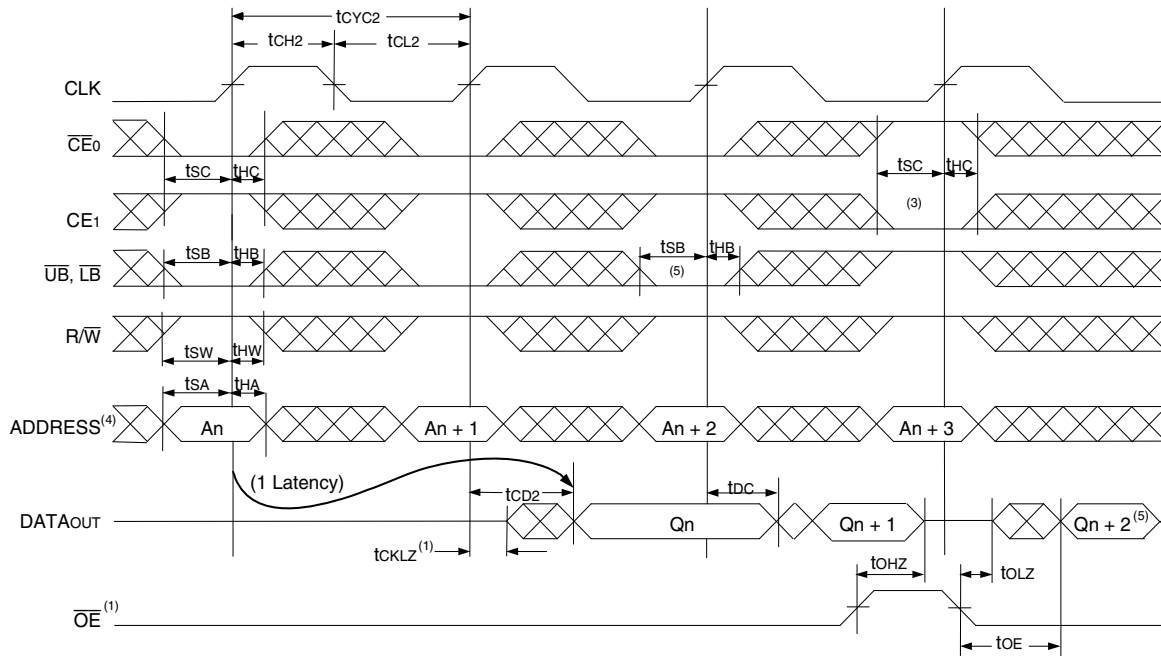 tCYC2
tCH2 tCL2
CLK
CE0
tSC tHC tSC tHC
CE1 (3)
tSB tHB tSB tHB
UB, LB (5)
R/W
tSW tHW
tSA tHA
ADDRESS(4) An An + 1 An + 2 An + 3
(1 Latency) tCD2 tDC
DATAOUT Qn Qn + 1 Qn + 2(5)
tCKLZ(1) tOHZ tOLZ
OE(1)
tOE